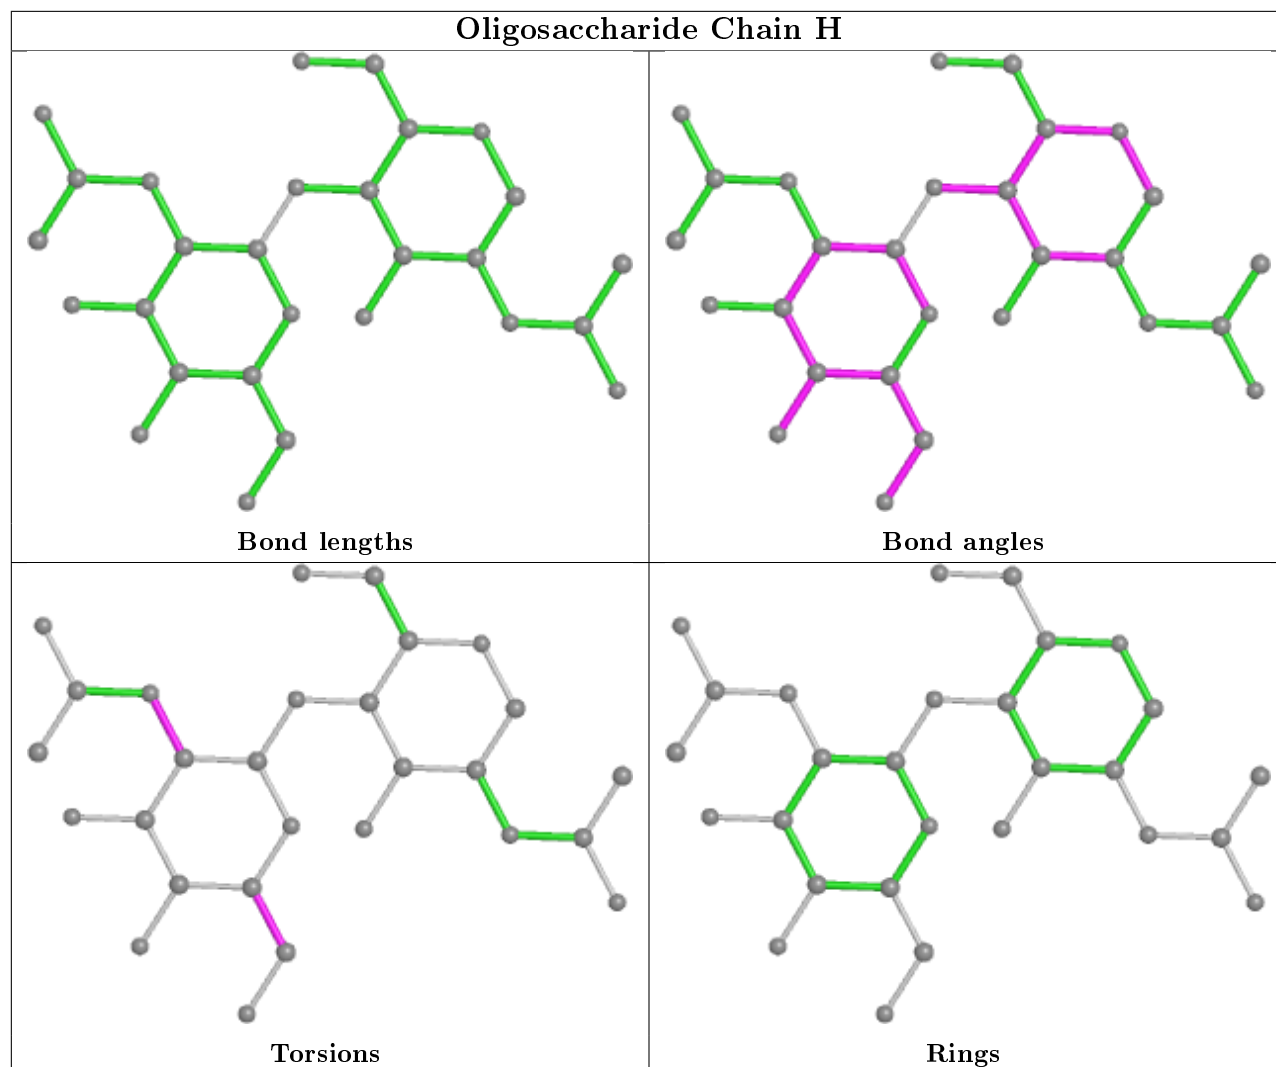 Oligosaccharide Chain H
Bond lengths
Bond angles
Torsions
Rings